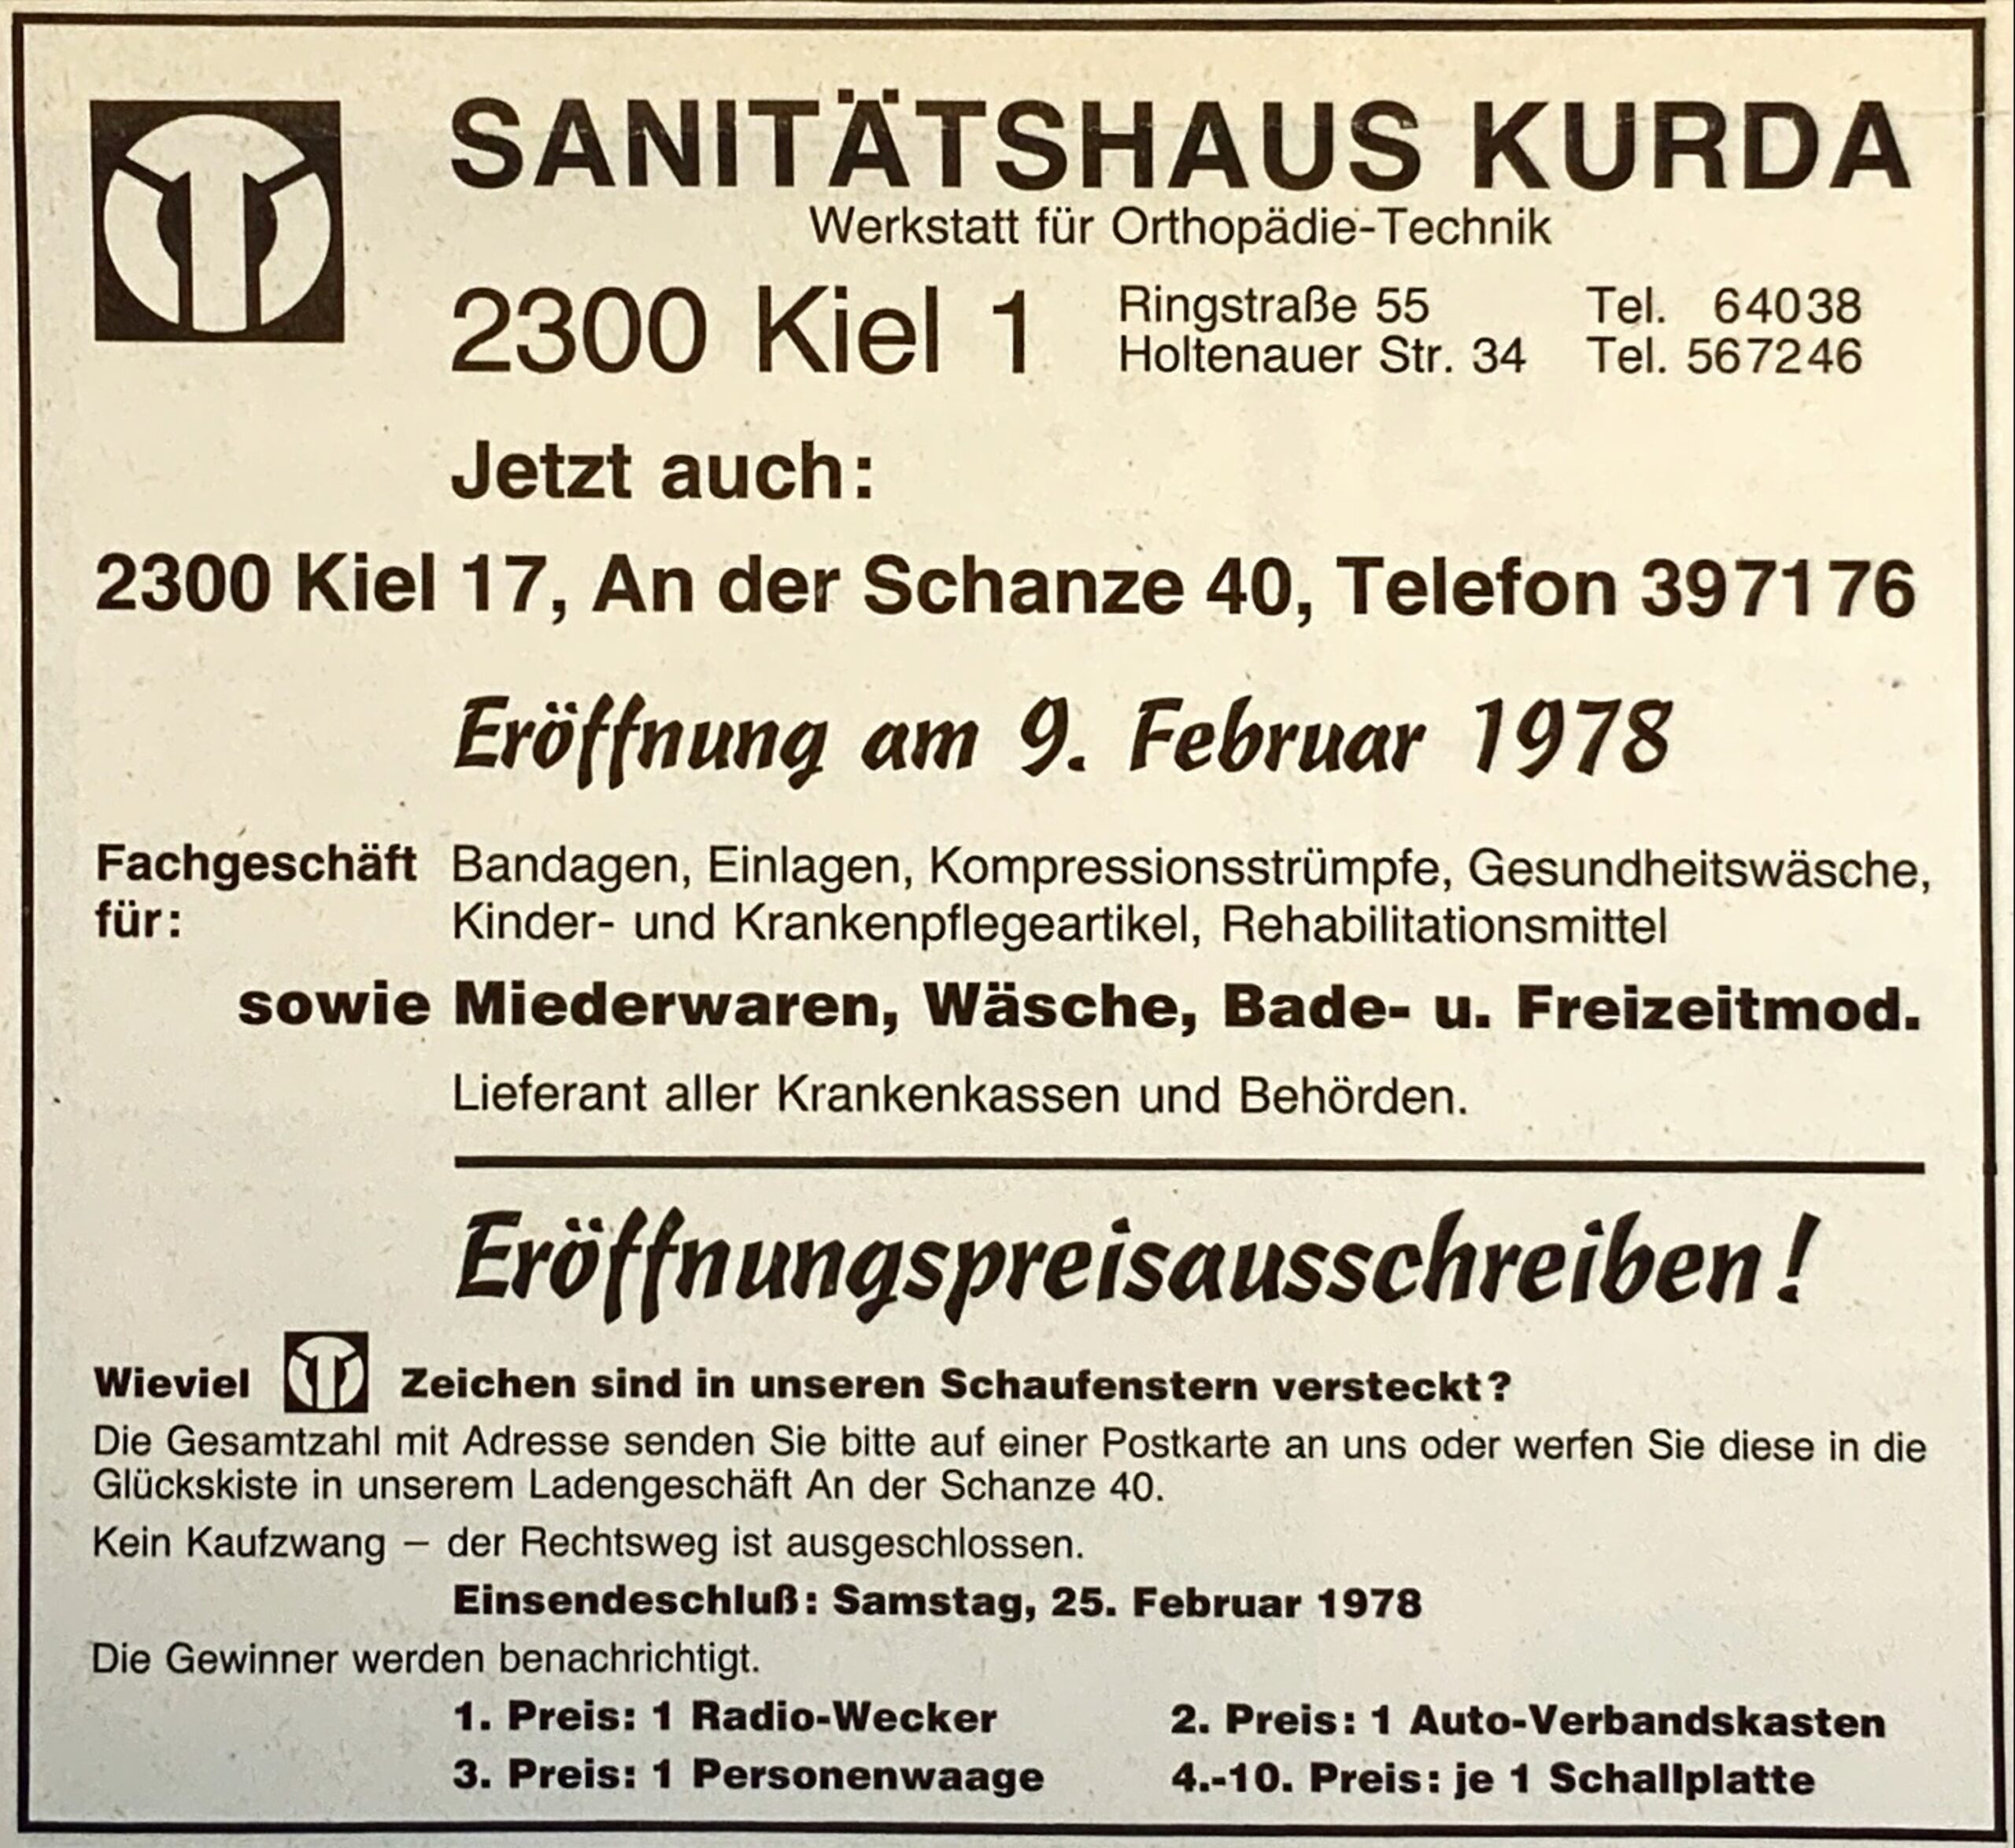 SANITÄTSHAUS KURDA
Werkstatt für Orthopädie-Technik
2300 Kiel 1
Ringstraße 55 Tel. 64038
Holtenauer Str. 34 Tel. 567246
Jetzt auch:
2300 Kiel 17, An der Schanze 40, Telefon 397176
Eröffnung am 9. Februar 1978
Fachgeschäft Bandagen, Einlagen, Kompressionsstrümpfe, Gesundheitswäsche,
für: Kinder- und Krankenpflegeartikel, Rehabilitationsmittel
sowie Miederwaren, Wäsche, Bade- u. Freizeitmod.
Lieferant aller Krankenkassen und Behörden.
Eröffnungspreisausschreiben!
Wieviel Zeichen sind in unseren Schaufenstern versteckt?
Die Gesamtzahl mit Adresse senden Sie bitte auf einer Postkarte an uns oder werfen Sie diese in die
Glückskiste in unserem Ladengeschäft An der Schanze 40.
Kein Kaufzwang – der Rechtsweg ist ausgeschlossen.
Einsendeschluß: Samstag, 25. Februar 1978
Die Gewinner werden benachrichtigt.
1. Preis: 1 Radio-Wecker 2. Preis: 1 Auto-Verbandskasten
3. Preis: 1 Personenwaage 4.-10. Preis: je 1 Schallplatte